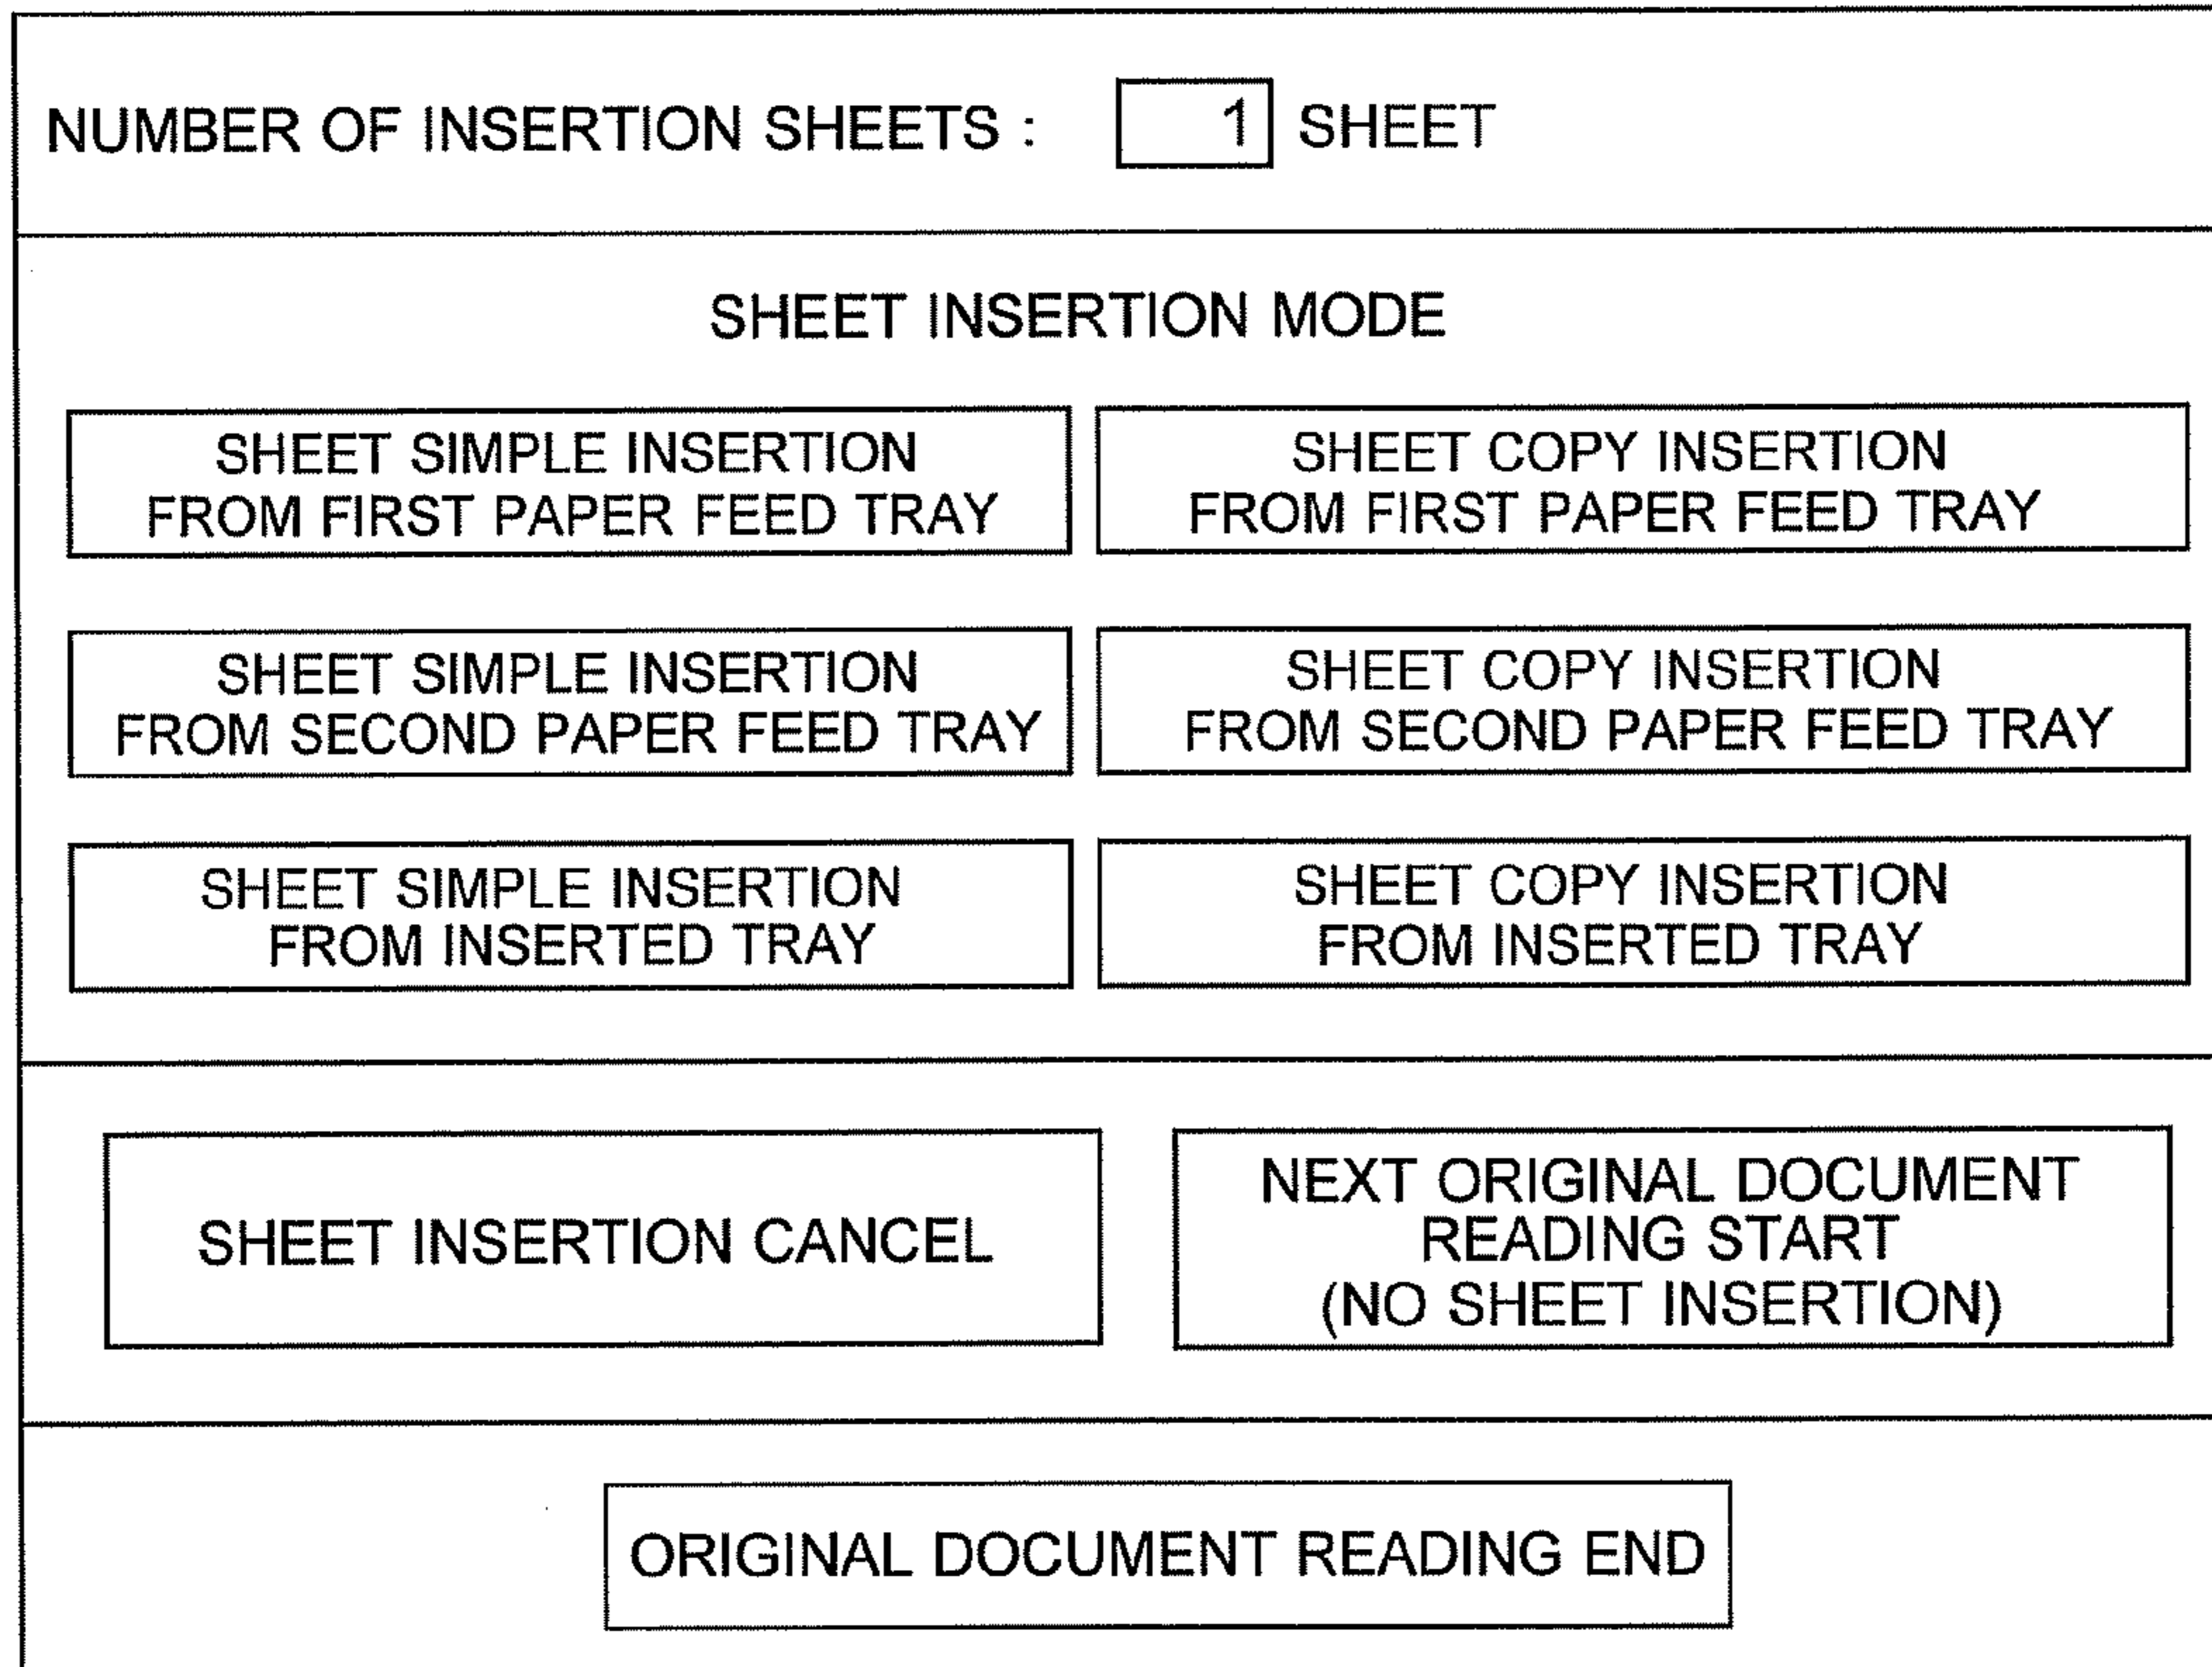 NUMBER OF INSERTION SHEETS : 1 SHEET
SHEET INSERTION MODE
SHEET SIMPLE INSERTION
FROM FIRST PAPER FEED TRAY
SHEET COPY INSERTION
FROM FIRST PAPER FEED TRAY
SHEET SIMPLE INSERTION
FROM SECOND PAPER FEED TRAY
SHEET COPY INSERTION
FROM SECOND PAPER FEED TRAY
SHEET SIMPLE INSERTION
FROM INSERTED TRAY
SHEET COPY INSERTION
FROM INSERTED TRAY
SHEET INSERTION CANCEL
NEXT ORIGINAL DOCUMENT
READING START
(NO SHEET INSERTION)
ORIGINAL DOCUMENT READING END